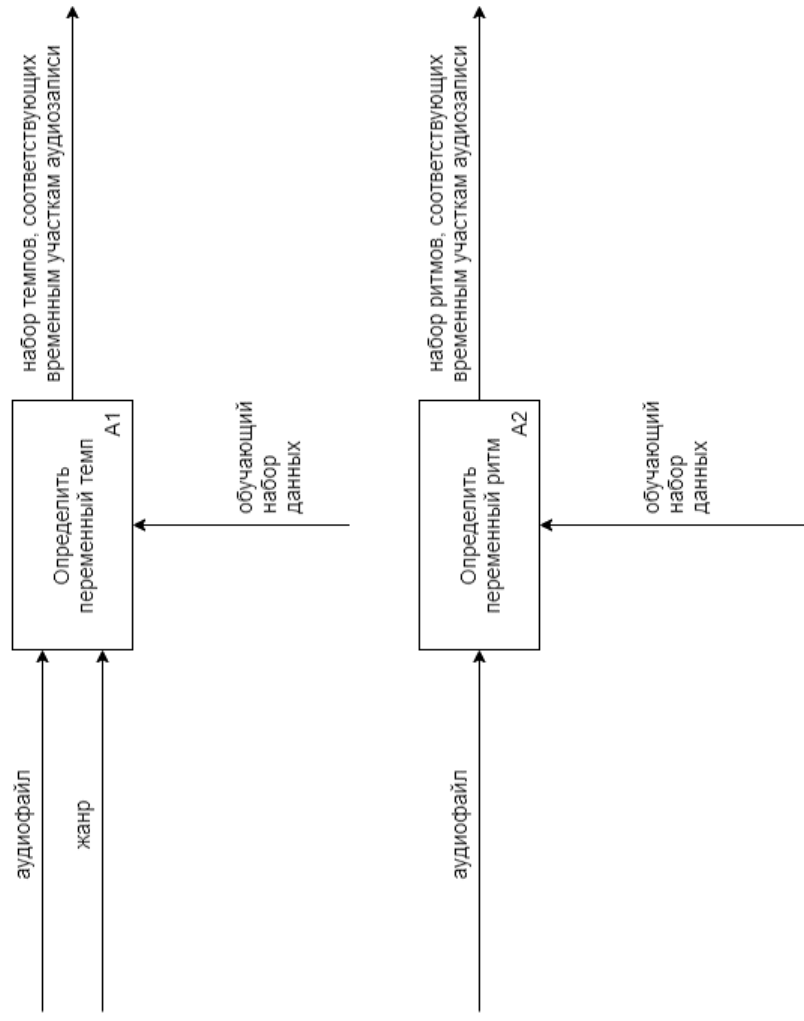 аудиофайл
жанр
Определить
переменный темп
A1
обучающий
набор
данных
набор темпов, соответствующих
временным участкам аудиозаписи
аудиофайл
Определить
переменный ритм
A2
обучающий
набор
данных
набор ритмов, соответствующих
временным участкам аудиозаписи